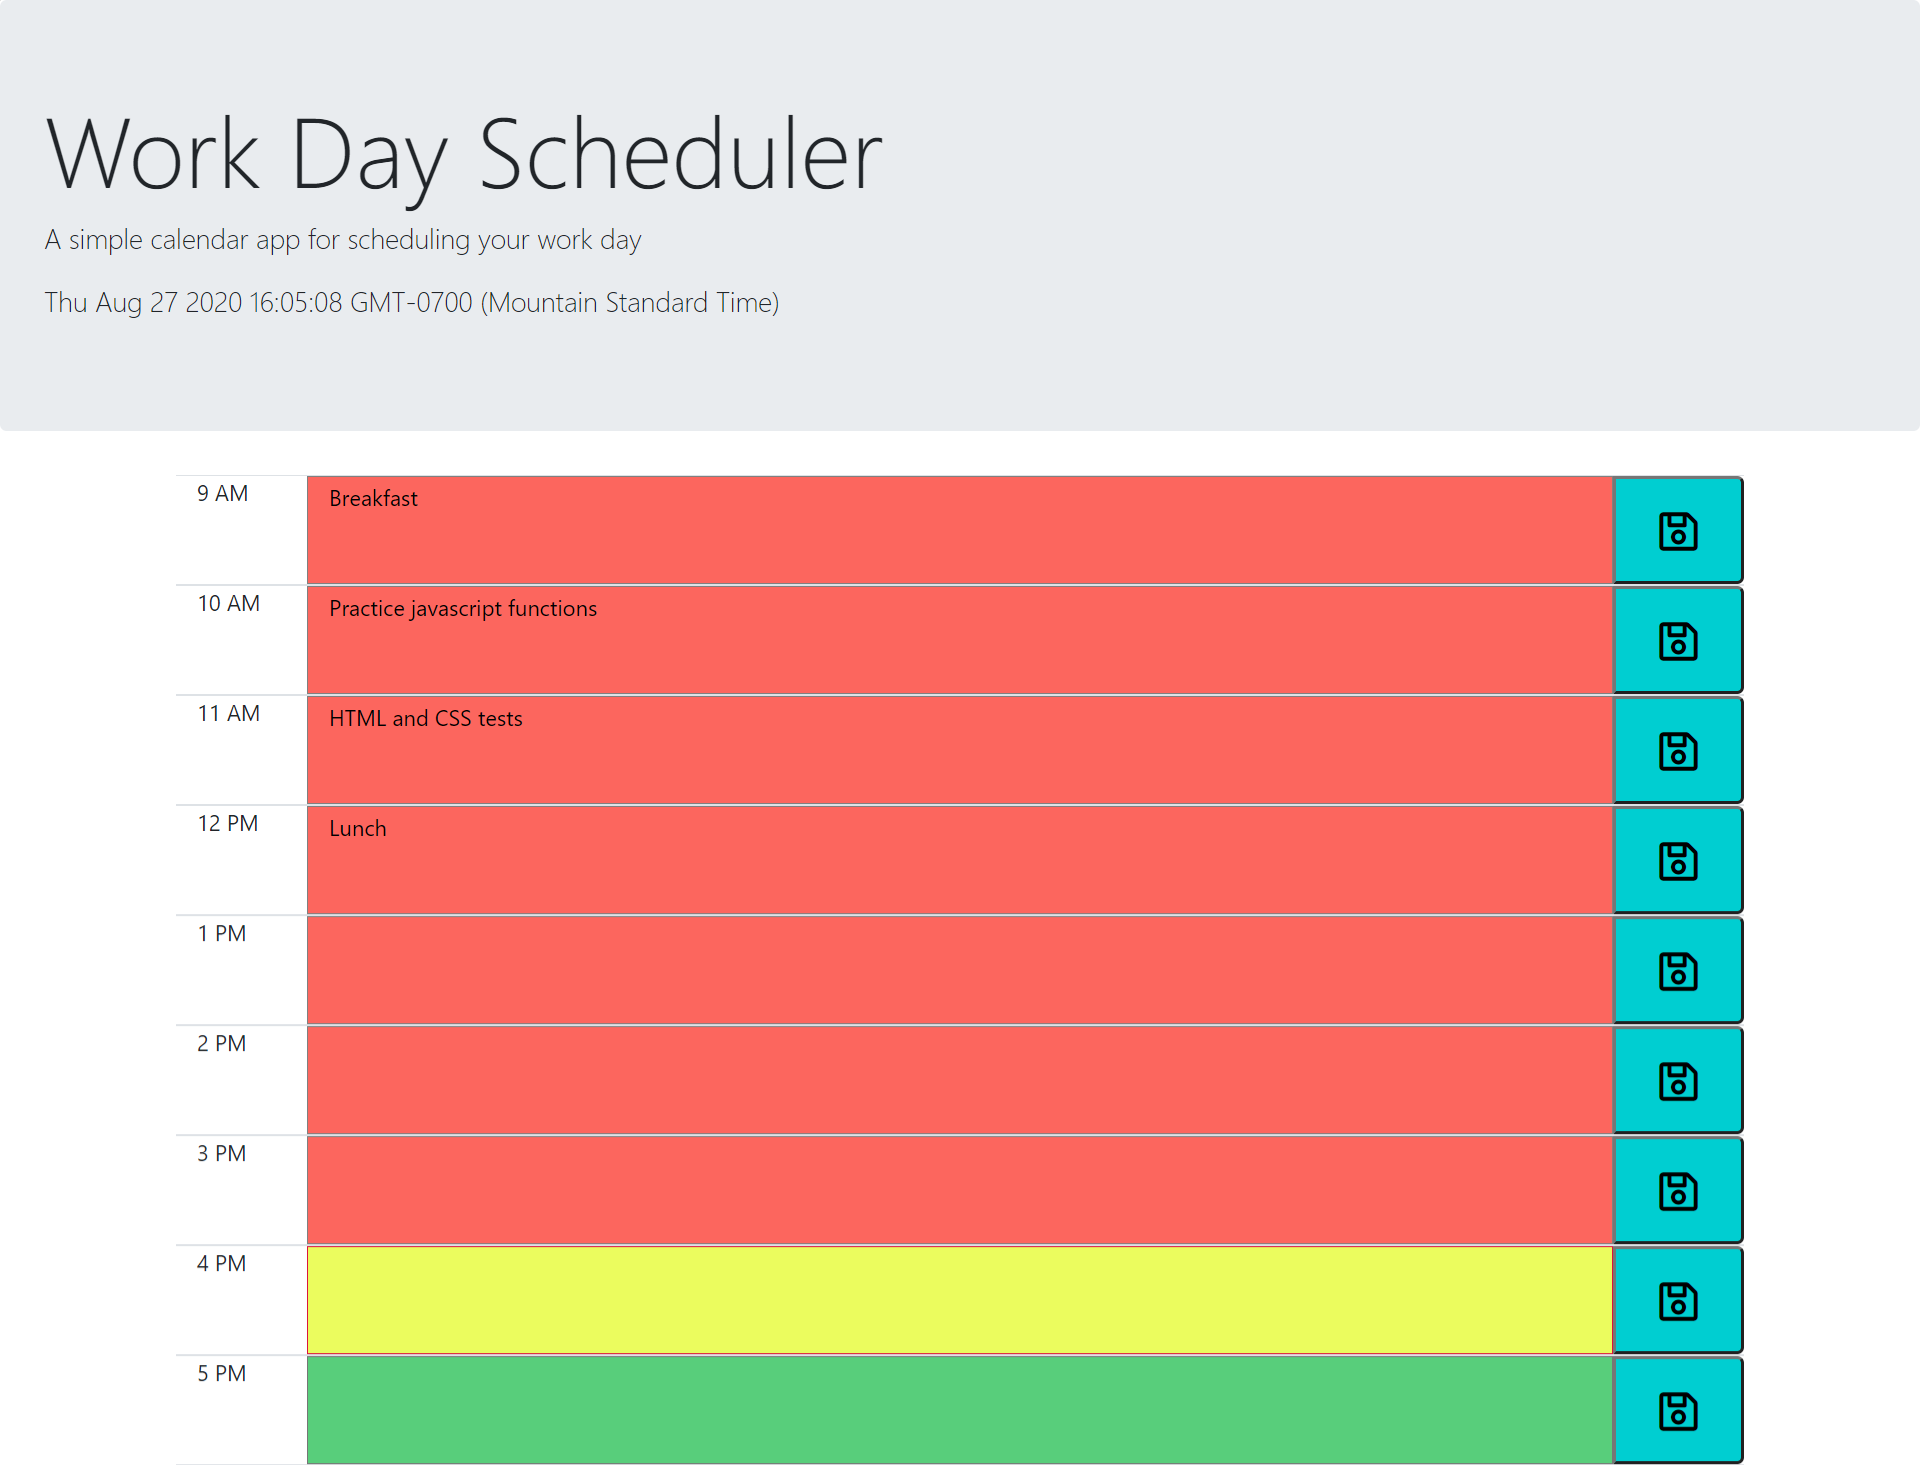 Work Day Scheduler
A simple calendar app for scheduling your work day
Thu Aug 27 2020 16:05:08 GMT-0700 (Mountain Standard Time)
9 AM Breakfast
10 AM Practice javascript functions
11 AM HTML and CSS tests
12 PM Lunch
1 PM
2 PM
3 PM
4 PM
5 PM